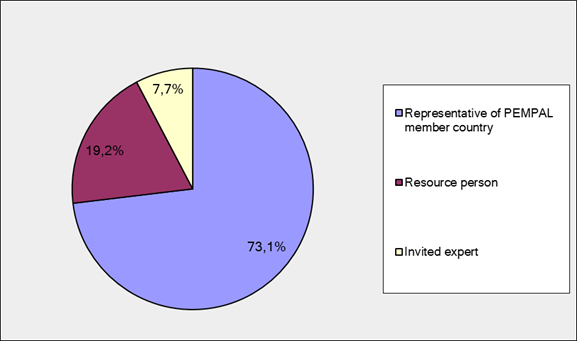 7,7%
19,2%
73,1%
Representative of PEMPAL
member country
Resource person
Invited expert